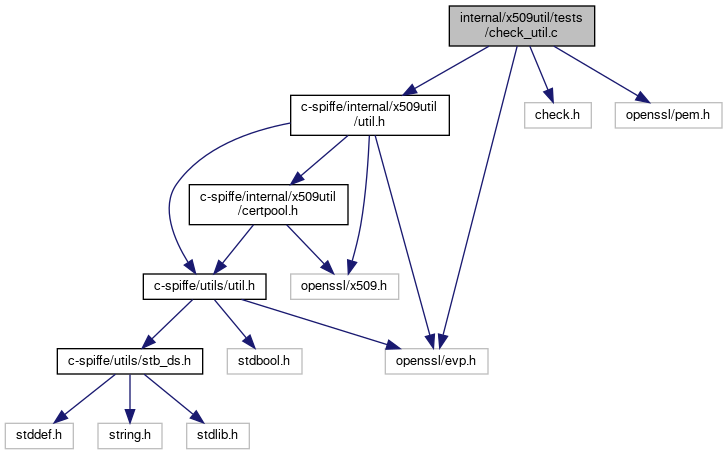 internal/x509util/tests
/check_util.c
c-spiffe/internal/x509util
/util.h
check.h
openssl/pem.h
c-spiffe/internal/x509util
/certpool.h
c-spiffe/utils/util.h
openssl/x509.h
c-spiffe/utils/stb_ds.h
stdbool.h
openssl/evp.h
stddef.h
string.h
stdlib.h